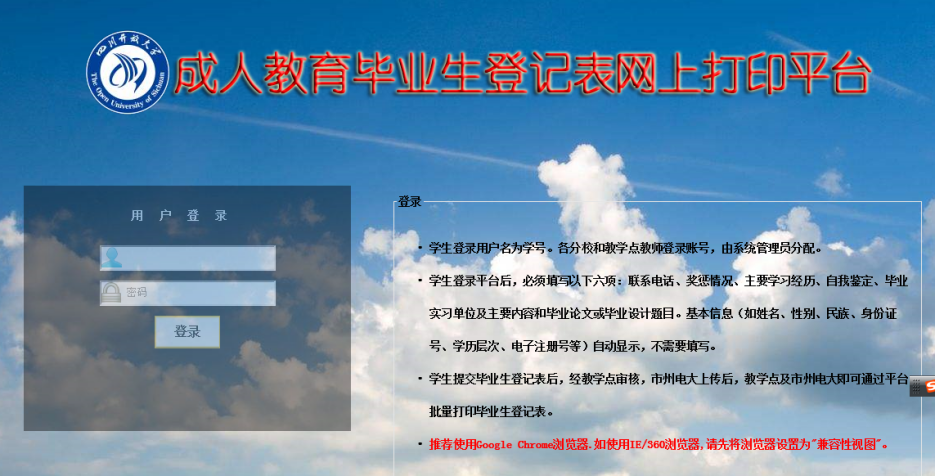 四川开放大学
The Open University of Sichuan
成人教育毕业生登记表网上打印平台
用 户 登 录
密码
登录
登录
· 学生登录用户名为学号。各分校和教学点教师登录账号，由系统管理员分配。
· 学生登录平台后，必须填写以下六项：联系电话、奖惩情况、主要学习经历、自我鉴定、毕业
实习单位及主要内容和毕业论文或毕业设计题目。基本信息（如姓名、性别、民族、身份证
号、学历层次、电子注册号等）自动显示，不需要填写。
· 学生提交毕业生登记表后，经教学点审核，市州电大上传后，教学点及市州电大即可通过平台
批量打印毕业生登记表。
· 推荐使用Google Chrome浏览器.如使用IE/360浏览器,请先将浏览器设置为"兼容性视图"。